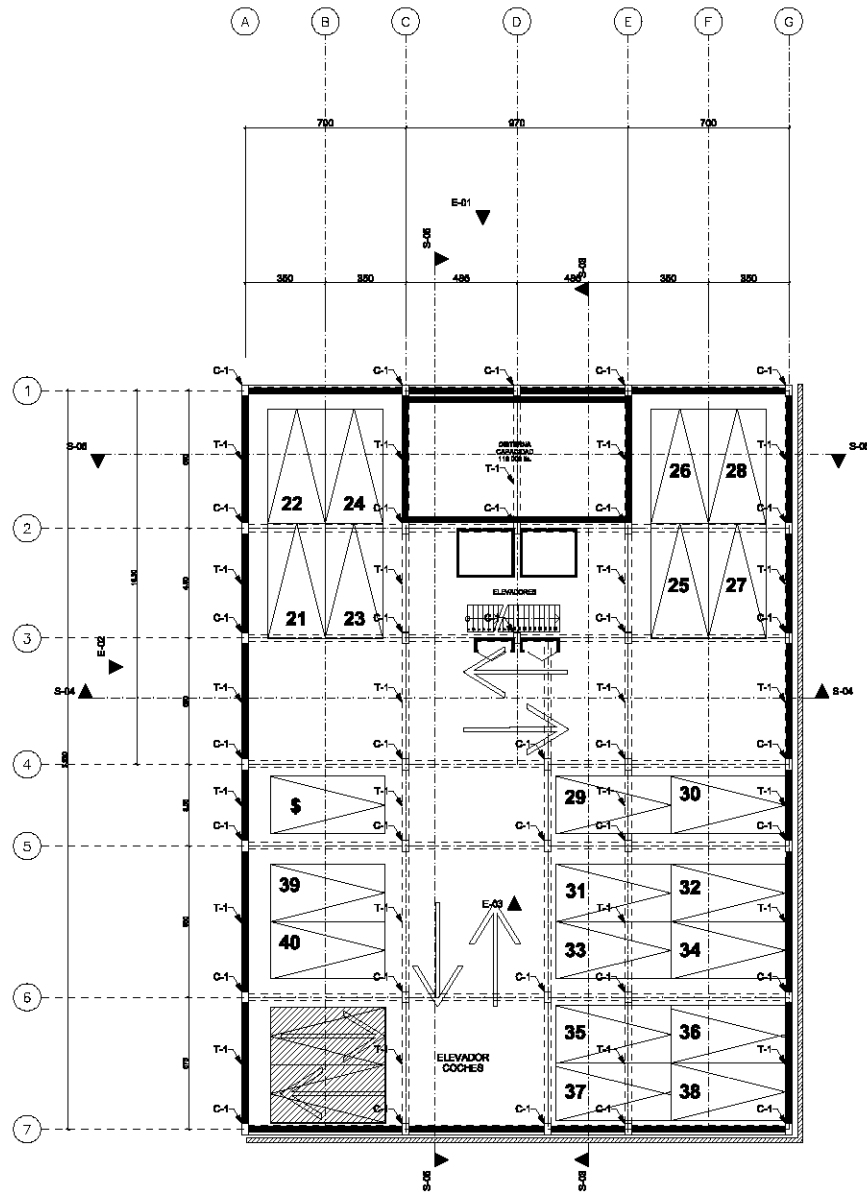 A B C D E F G
700 970 700
E-01
S-05
S-03
350 350 485 485 350 350
C-1 C-1 C-1 C-1 C-1
1
S-05 T-1 T-1 T-1 S-05
CISTERNA
CAPACIDAD
T-1
22 24 26 28
C-1 C-1 C-1 C-1 C-1
2
T-1 T-1 T-1 T-1
ELEVADORES
21 23 25 27
C-1 C-1 C-1 C-1 C-1
3
E-02
S-04 T-1 T-1 T-1 T-1 S-04
C-1 C-1 C-1 C-1 C-1
4
T-1 $ T-1 29 T-1 30 T-1
C-1 C-1 C-1 C-1 C-1
5
39 31 32
E-03
T-1 T-1 T-1 T-1
40 33 34
C-1 C-1 C-1 C-1 C-1
6
35 36
T-1 T-1 T-1 T-1
ELEVADOR
COCHES
37 38
C-1 C-1 C-1 C-1 C-1
7
S-05 S-03